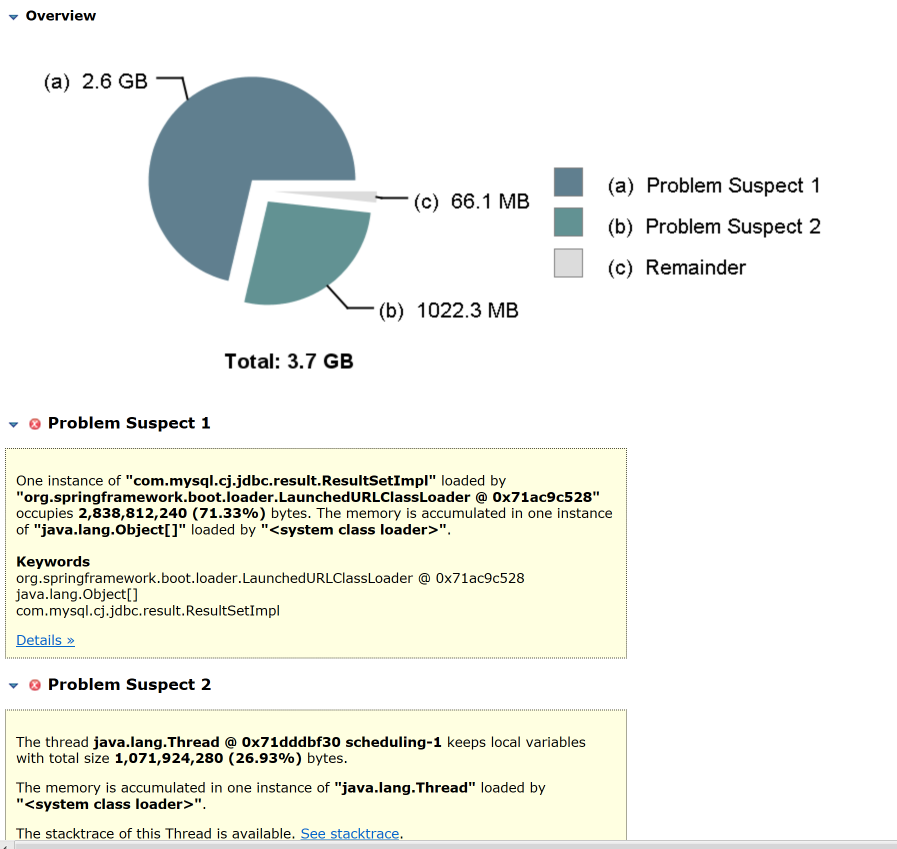 Overview
(a) 2.6 GB
(c) 66.1 MB
(b) 1022.3 MB
(a) Problem Suspect 1
(b) Problem Suspect 2
(c) Remainder
Total: 3.7 GB
Problem Suspect 1
One instance of "com.mysql.cj.jdbc.result.ResultSetImpl" loaded by
"org.springframework.boot.loader.LaunchedURLClassLoader @ 0x71ac9c528"
occupies 2,838,812,240 (71.33%) bytes. The memory is accumulated in one instance
of "java.lang.Object[]" loaded by "<system class loader>".
Keywords
org.springframework.boot.loader.LaunchedURLClassLoader @ 0x71ac9c528
java.lang.Object[]
com.mysql.cj.jdbc.result.ResultSetImpl
Details »
Problem Suspect 2
The thread java.lang.Thread @ 0x71dddbf30 scheduling-1 keeps local variables
with total size 1,071,924,280 (26.93%) bytes.
The memory is accumulated in one instance of "java.lang.Thread" loaded by
"<system class loader>".
The stacktrace of this Thread is available. See stacktrace.